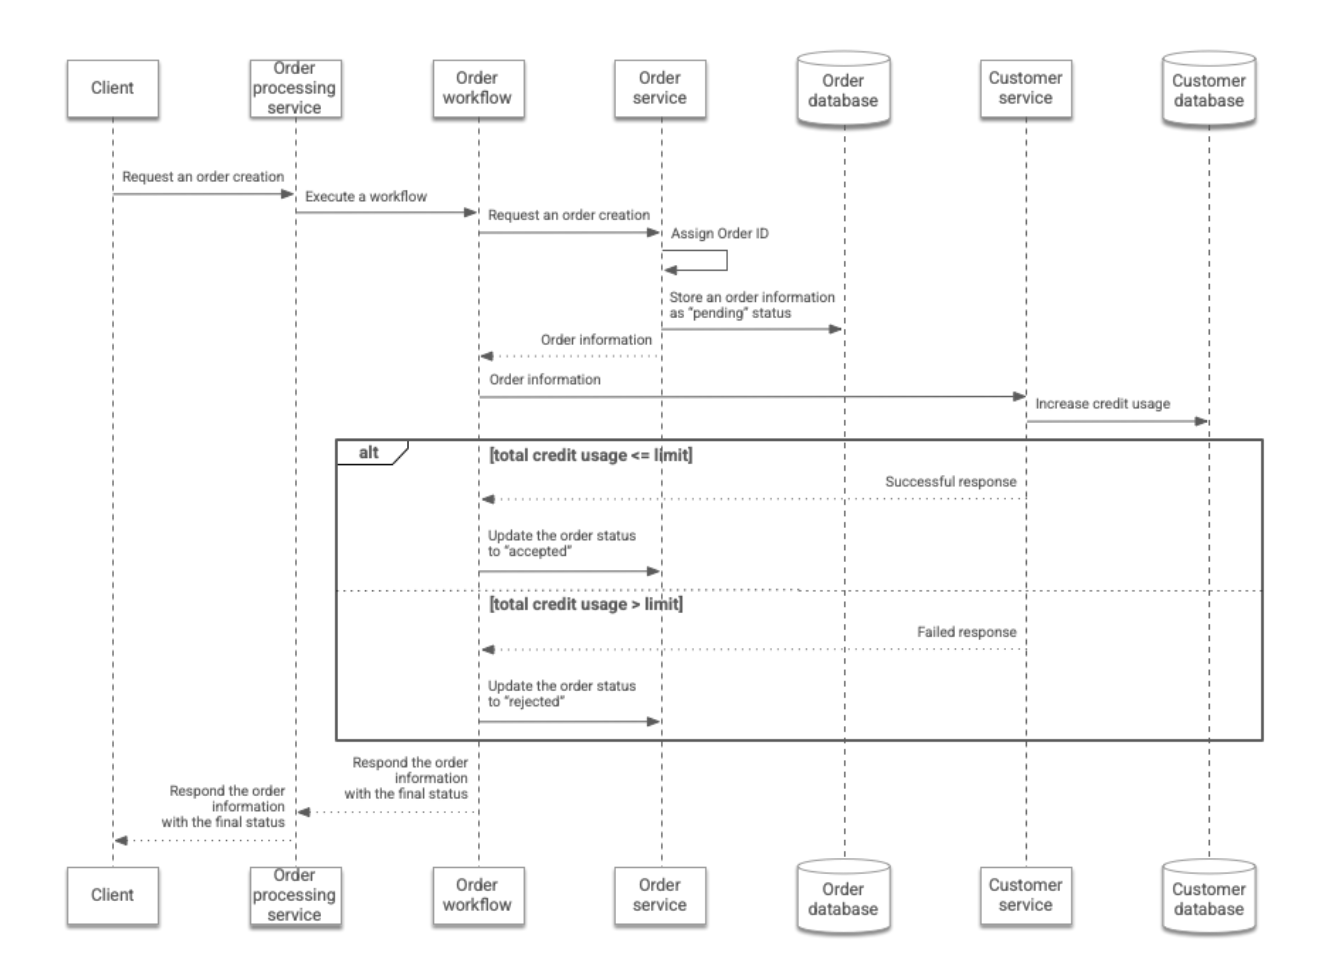 Client
Order
processing
service
Order
workflow
Order
service
Order
database
Customer
service
Customer
database
Request an order creation
Execute a workflow
Request an order creation
Assign Order ID
Store an order information
as "pending" status
Order information
Order information
Increase credit usage
alt
[total credit usage <= limit]
Successful response
Update the order status
to "accepted"
[total credit usage > limit]
Failed response
Update the order status
to "rejected"
Respond the order
information
with the final status
Respond the order
information
with the final status
Client
Order
processing
service
Order
workflow
Order
service
Order
database
Customer
service
Customer
database